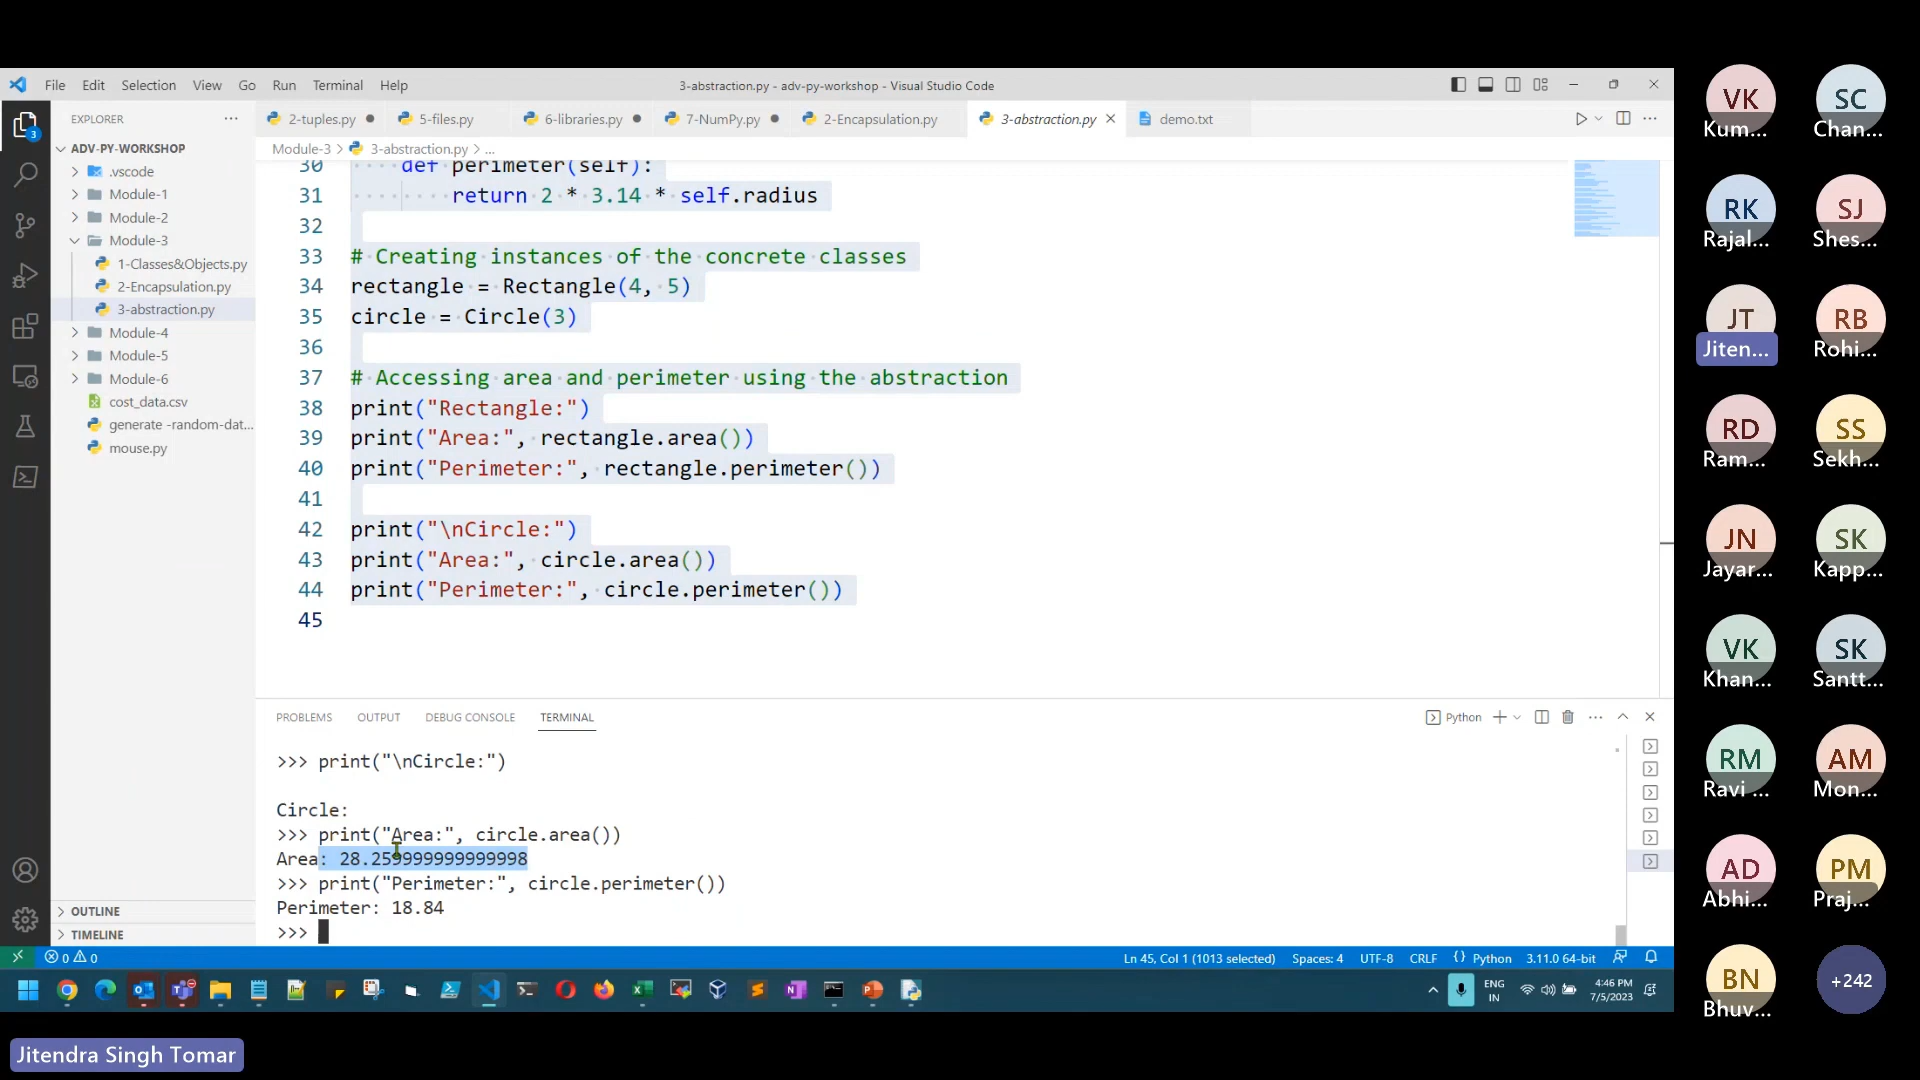 File Edit Selection View Go Run Terminal Help
3-abstraction.py - adv-py-workshop - Visual Studio Code
EXPLORER
2-tuples.py
5-files.py
6-libraries.py
7-NumPy.py
2-Encapsulation.py
3-abstraction.py
demo.txt
Module-3 > 3-abstraction.py > ...
3
ADV-PY-WORKSHOP
.vscode
Module-1
Module-2
Module-3
1-Classes&Objects.py
2-Encapsulation.py
3-abstraction.py
Module-4
Module-5
Module-6
cost_data.csv
generate -random-dat...
mouse.py
OUTLINE
TIMELINE
30 def perimeter(self):
31 return 2 * 3.14 * self.radius
32
33 # Creating instances of the concrete classes
34 rectangle = Rectangle(4, 5)
35 circle = Circle(3)
36
37 # Accessing area and perimeter using the abstraction
38 print("Rectangle:")
39 print("Area:", rectangle.area())
40 print("Perimeter:", rectangle.perimeter())
41
42 print("\nCircle:")
43 print("Area:", circle.area())
44 print("Perimeter:", circle.perimeter())
45
PROBLEMS OUTPUT DEBUG CONSOLE TERMINAL
Python
>>> print("\nCircle:")
Circle:
>>> print("Area:", circle.area())
Area: 28.259999999999998
>>> print("Perimeter:", circle.perimeter())
Perimeter: 18.84
>>>
0 0
Ln 45, Col 1 (1013 selected) Spaces: 4 UTF-8 CRLF Python 3.11.0 64-bit
ENG
IN
4:46 PM
7/5/2023
VK
Kum...
SC
Chan...
RK
Rajal...
SJ
Shes...
JT
Jiten...
RB
Rohi...
RD
Ram...
SS
Sekh...
JN
Jayar...
SK
Kapp...
VK
Khan...
SK
Santt...
RM
Ravi ...
AM
Mon...
AD
Abhi...
PM
Praj...
BN
Bhuv...
+242
Jitendra Singh Tomar